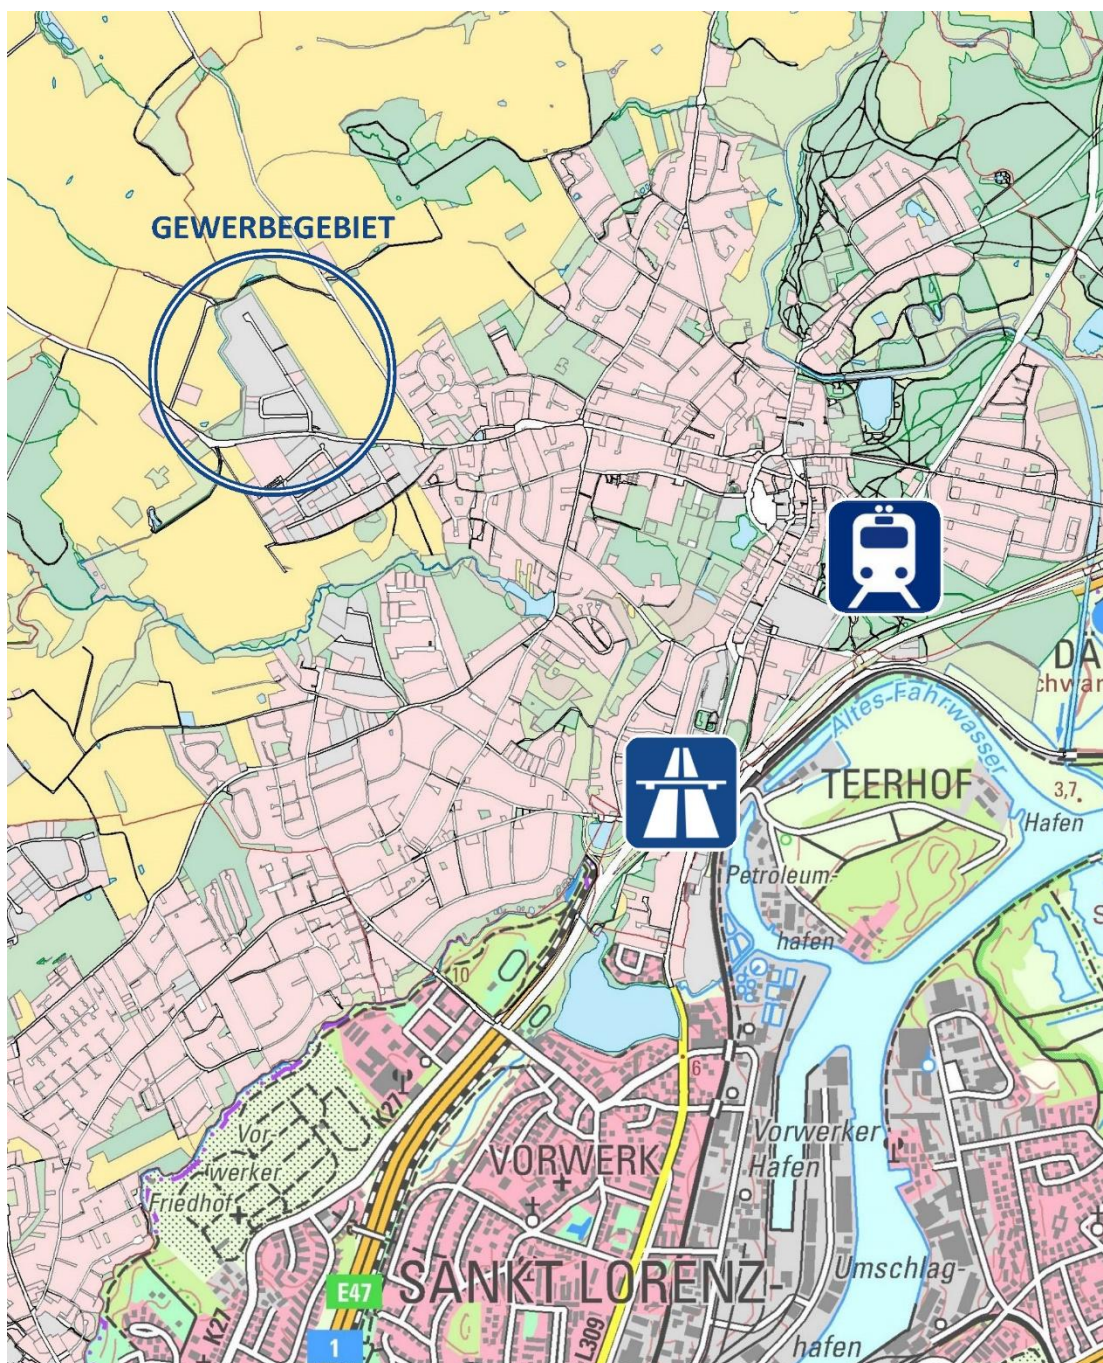 GEWERBEGEBIET
DA
chwar
Altes-Fahrwasser
TEERHOF
3,7
Hafen
Petroleum-
hafen
10
S
K27
6
Vor-
werker
Friedhof
VORWERK
Vorwerker
Hafen
E47
SANKT LORENZ-
Umschlag-
hafen
K27
L309
1